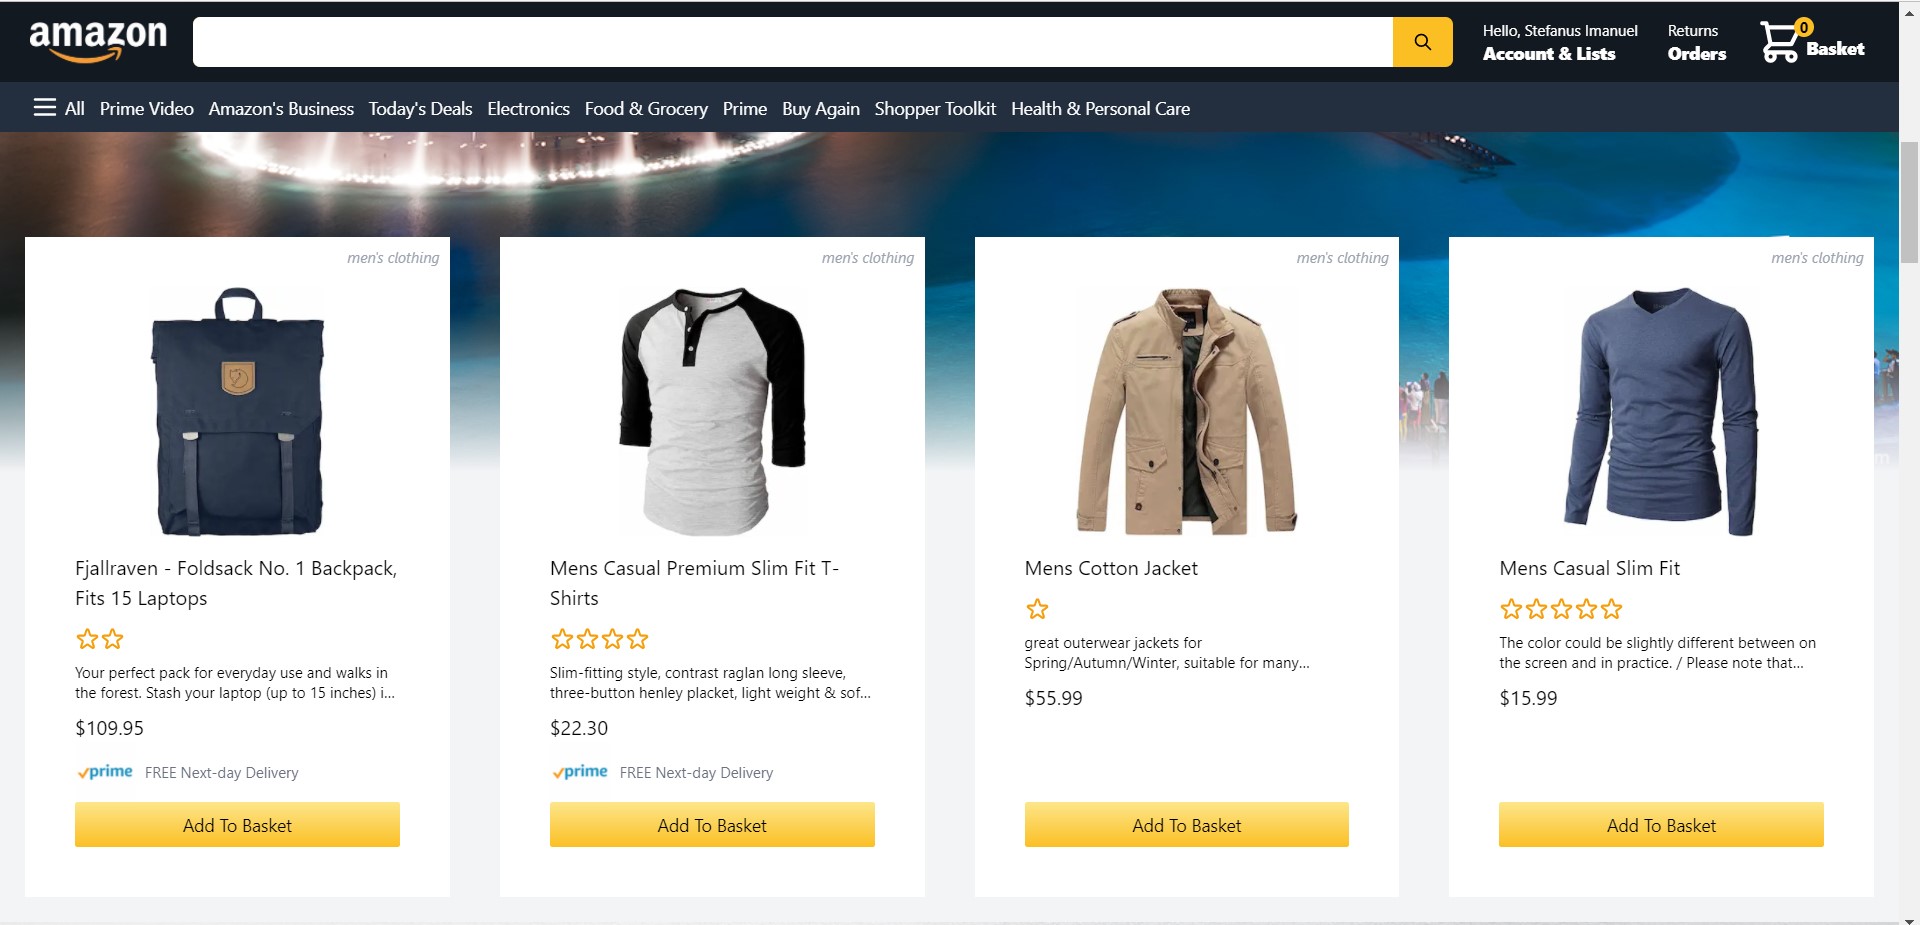 amazon
Hello, Stefanus Imanuel
Account & Lists
Returns
Orders
0
Basket
All Prime Video Amazon's Business Today's Deals Electronics Food & Grocery Prime Buy Again Shopper Toolkit Health & Personal Care
men's clothing
Fjallraven - Foldsack No. 1 Backpack,
Fits 15 Laptops
Your perfect pack for everyday use and walks in
the forest. Stash your laptop (up to 15 inches) i...
$109.95
prime FREE Next-day Delivery
Add To Basket
men's clothing
Mens Casual Premium Slim Fit T-
Shirts
Slim-fitting style, contrast raglan long sleeve,
three-button henley placket, light weight & sof...
$22.30
prime FREE Next-day Delivery
Add To Basket
men's clothing
Mens Cotton Jacket
great outerwear jackets for
Spring/Autumn/Winter, suitable for many...
$55.99
Add To Basket
men's clothing
Mens Casual Slim Fit
The color could be slightly different between on
the screen and in practice. / Please note that...
$15.99
Add To Basket